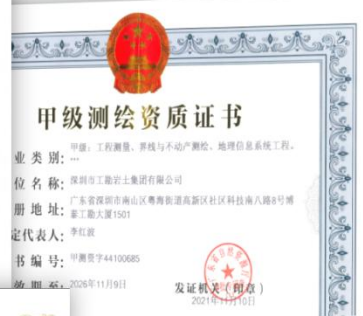 甲级测绘资质证书
业类别: 甲级：工程测量、界线与不动产测绘、地理信息系统工程。
***
位名称: 深圳市工勘岩土集团有限公司
册地址: 广东省深圳市南山区粤海街道高新区社区科技南八路8号博
泰工勘大厦1501
定代表人: 李红波
书编号: 甲测资字44100685
效期至: 2026年11月9日
发证机关（印章）
2021年11月10日